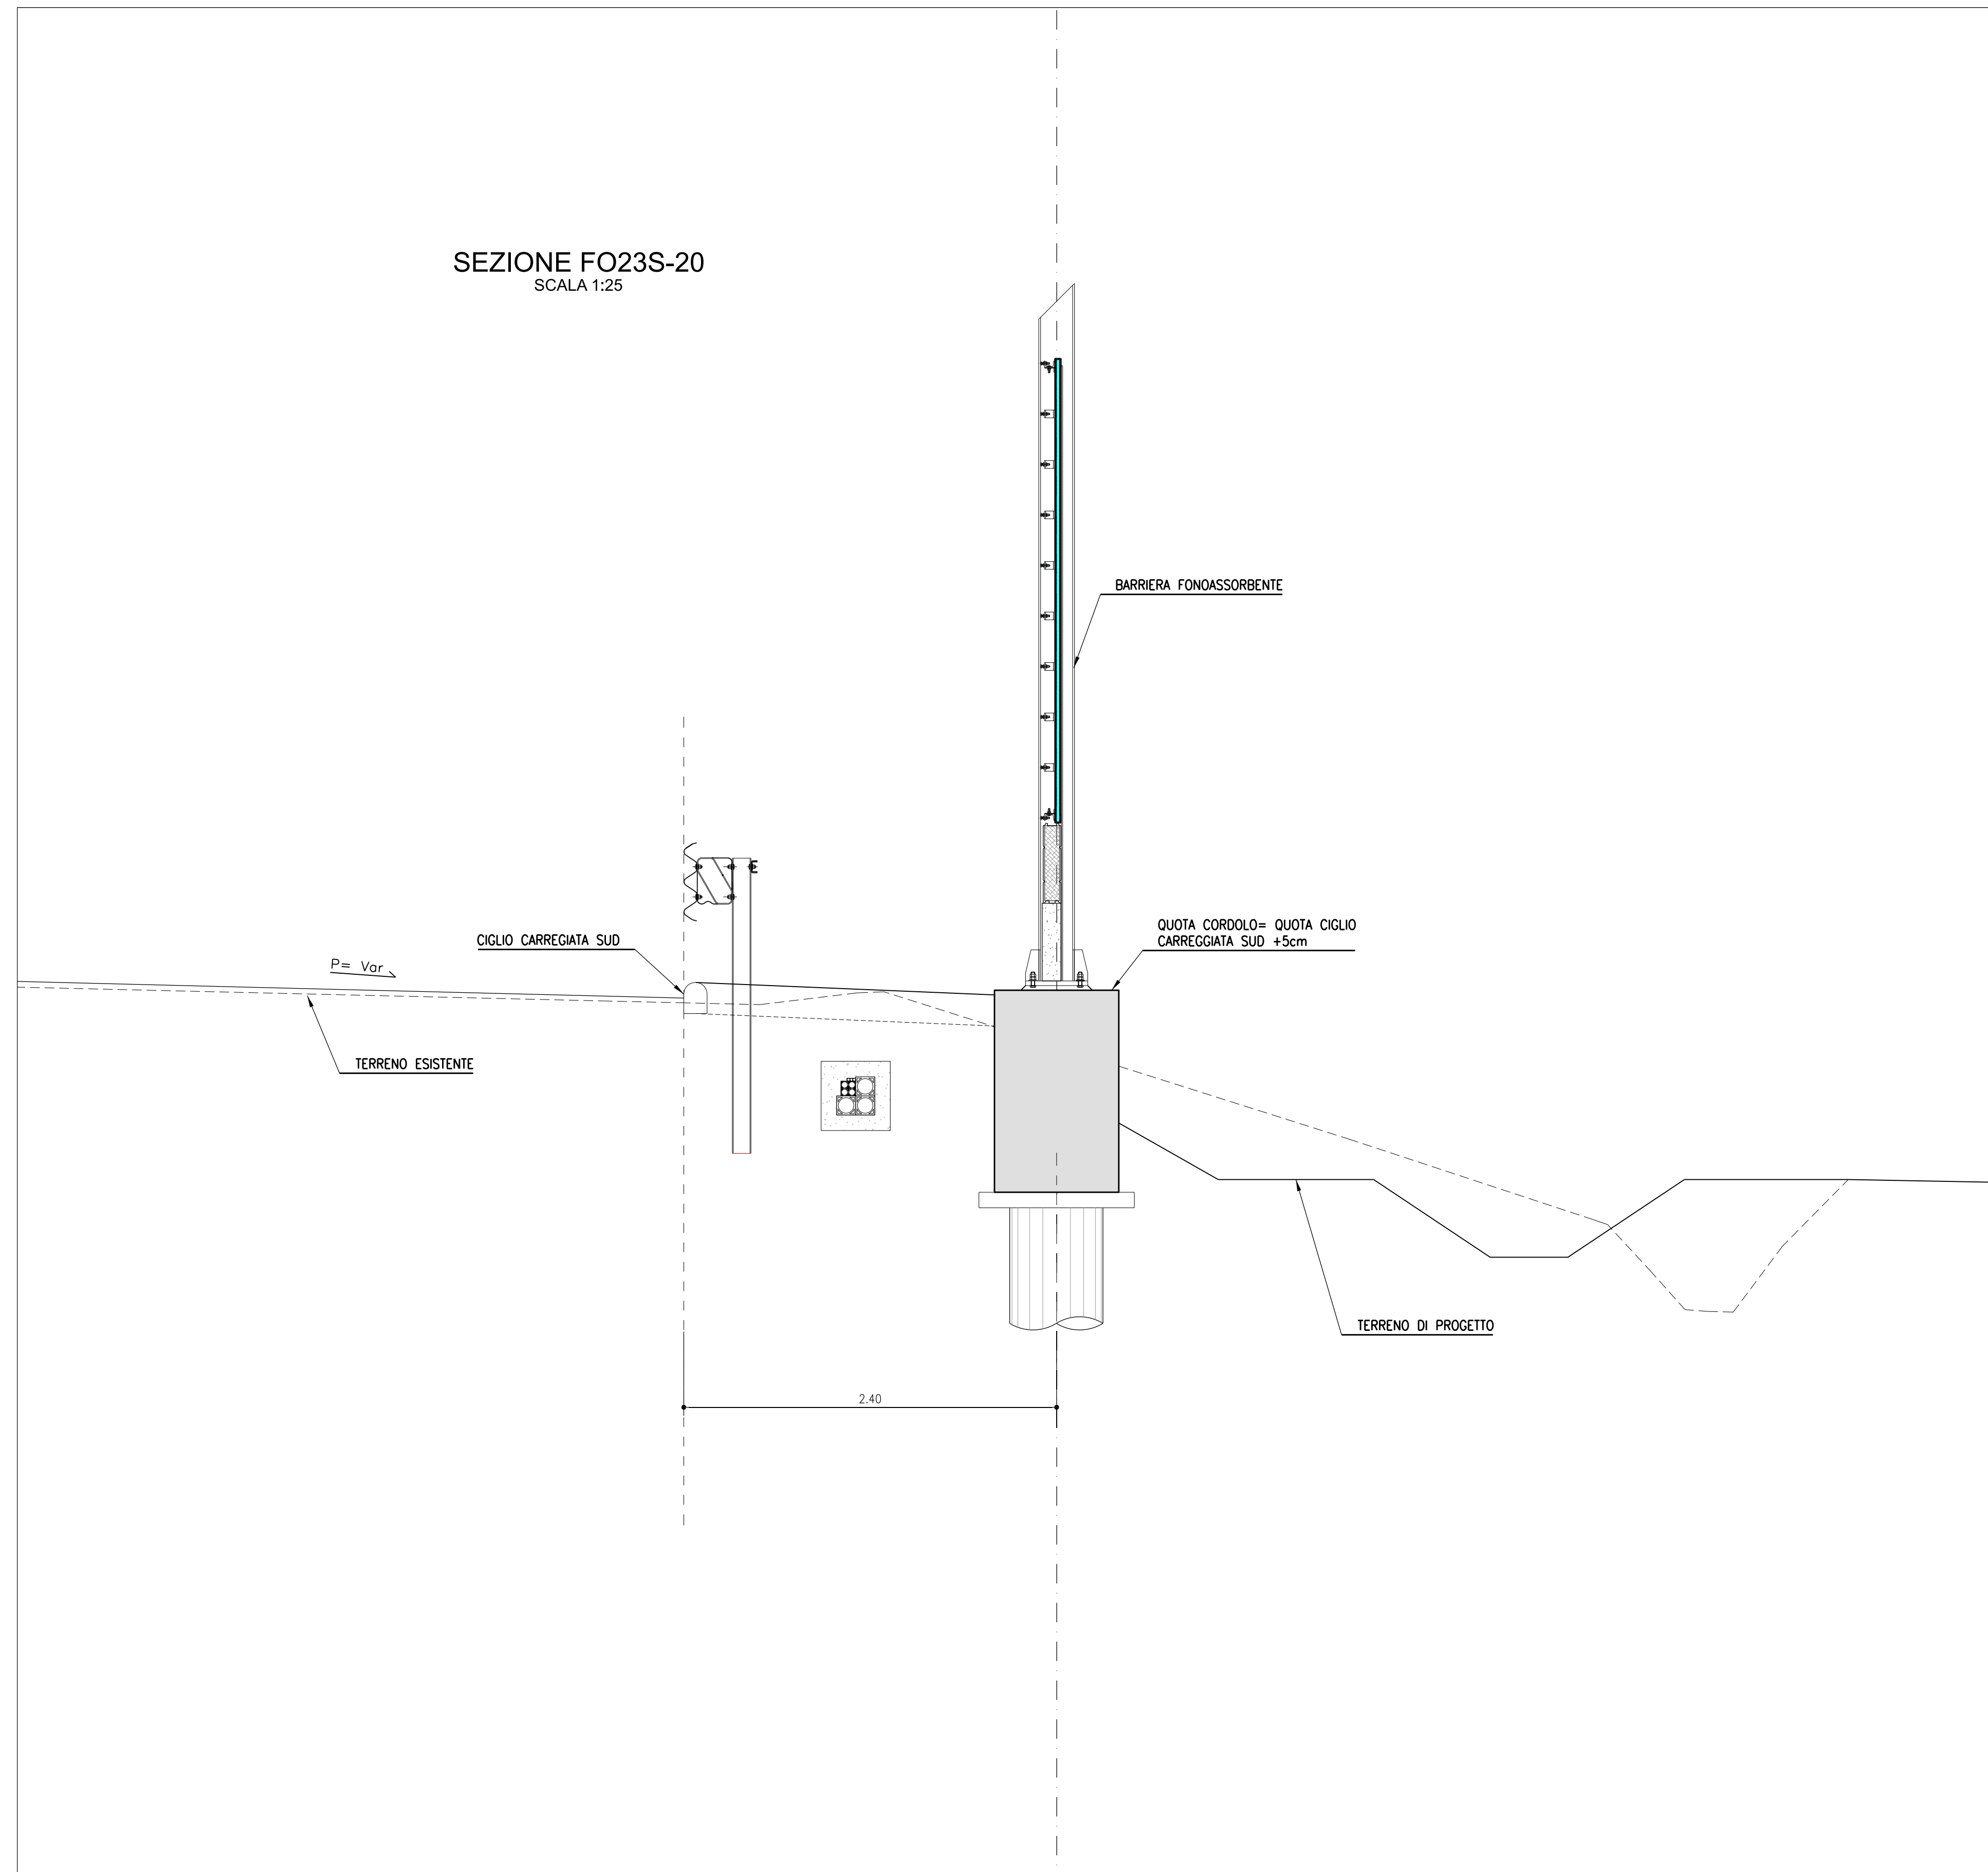 SEZIONE FO23S-20
SCALA 1:25
BARRIERA FONOASSORBENTE
QUOTA CORDOLO= QUOTA CIGLIO
CARREGGIATA SUD +5cm
CIGLIO CARREGIATA SUD
P= Var
TERRENO ESISTENTE
TERRENO DI PROGETTO
2.40